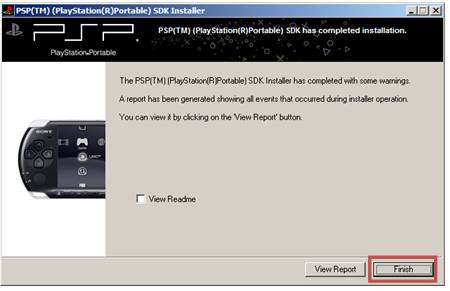 PSP(TM) (PlayStation(R)Portable) SDK Installer
PSP(TM) (PlayStation(R)Portable) SDK has completed installation.
PSP
PlayStation Portable
The PSP(TM) (PlayStation(R)Portable) SDK Installer has completed with some warnings.
A report has been generated showing all events that occurred during installer operation.
You can view it by clicking on the 'View Report' button.
SONY
View Readme
View Report
Finish